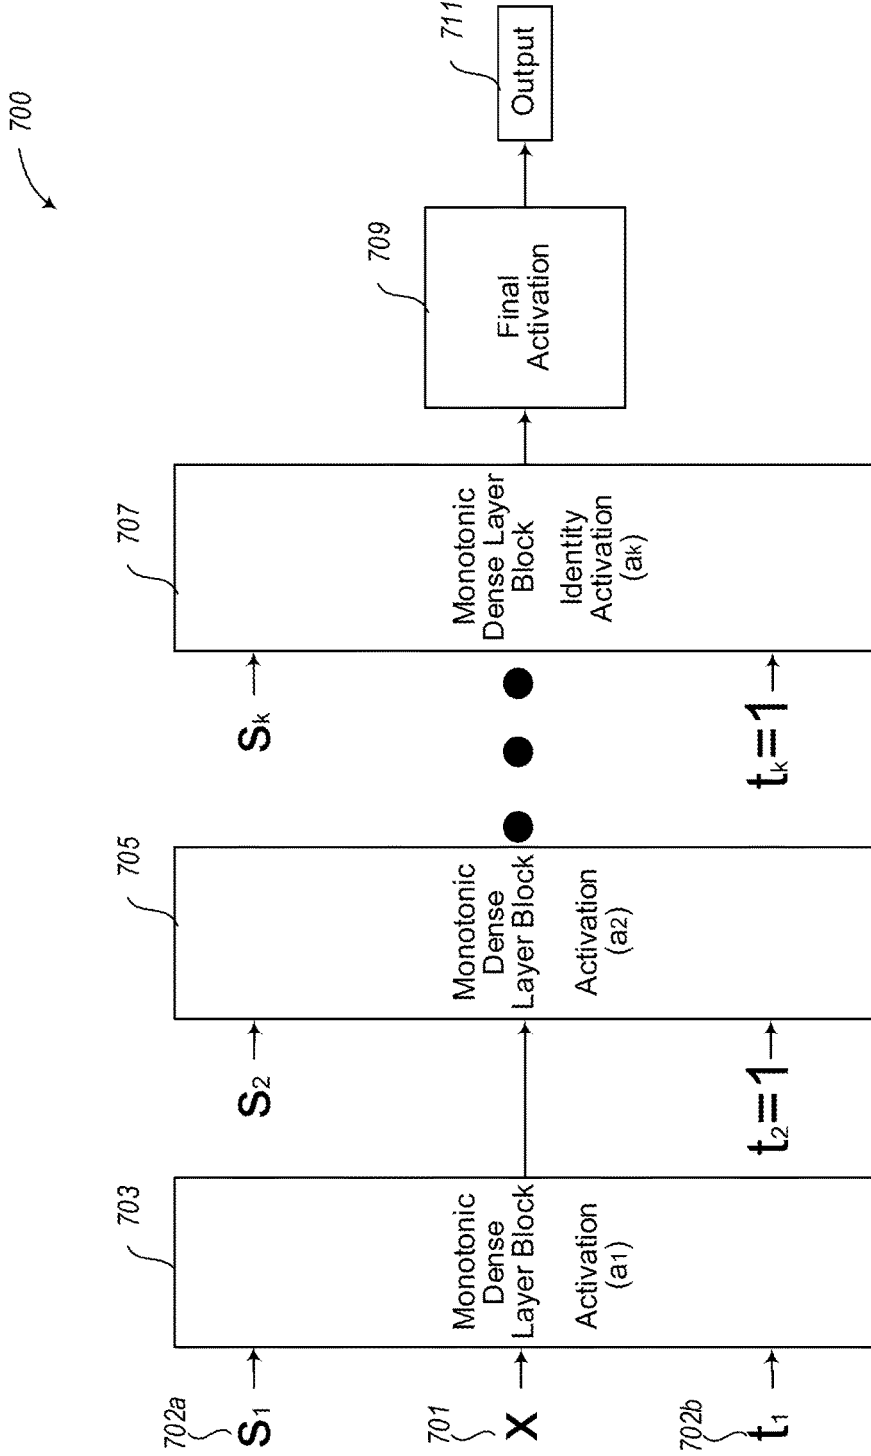 700
702a
S1
701
X
702b
t1
703
Monotonic
Dense
Layer Block
Activation
(a1)
S2
t2=1
705
Monotonic
Dense
Layer Block
Activation
(a2)
Sk
tk=1
707
Monotonic
Dense Layer
Block
Identity
Activation
(ak)
709
Final
Activation
711
Output